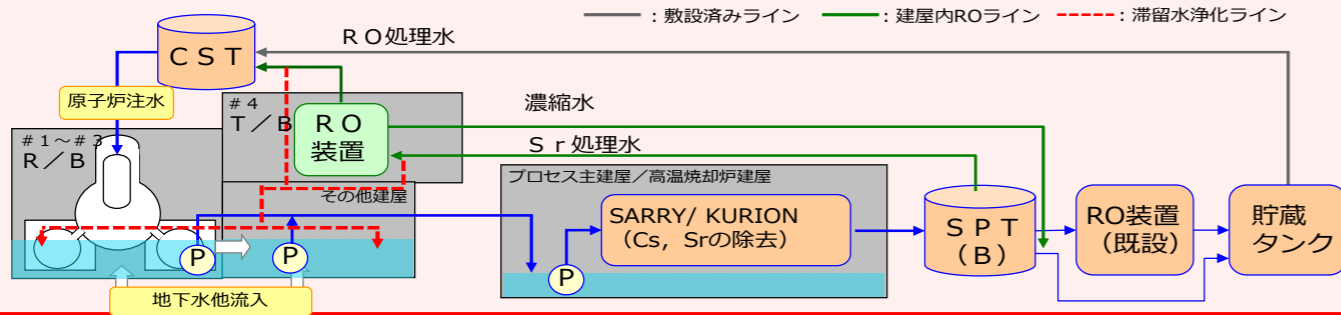 ：敷設済みライン ：建屋内ROライン ：滞留水浄化ライン
ＲＯ処理水
ＣＳＴ
原子炉注水
＃４
Ｔ／Ｂ
ＲＯ
装置
濃縮水
Ｓｒ処理水
＃１～＃３
Ｒ／Ｂ
その他建屋
プロセス主建屋／高温焼却炉建屋
SARRY/ KURION
（Cs，Srの除去）
ＳＰＴ
（Ｂ）
RO装置
（既設）
貯蔵
タンク
P
P
P
地下水他流入